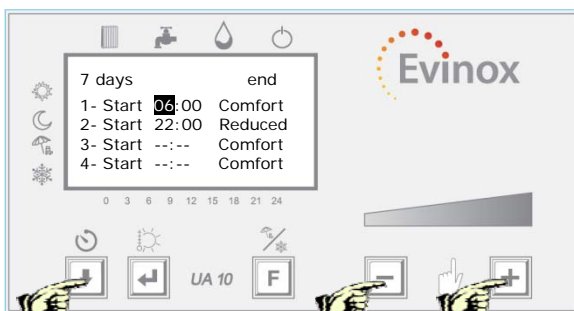 Evinox
7 days end
1- Start 06:00 Comfort
2- Start 22:00 Reduced
3- Start --:-- Comfort
4- Start --:-- Comfort
0 3 6 9 12 15 18 21 24
UA 10
F